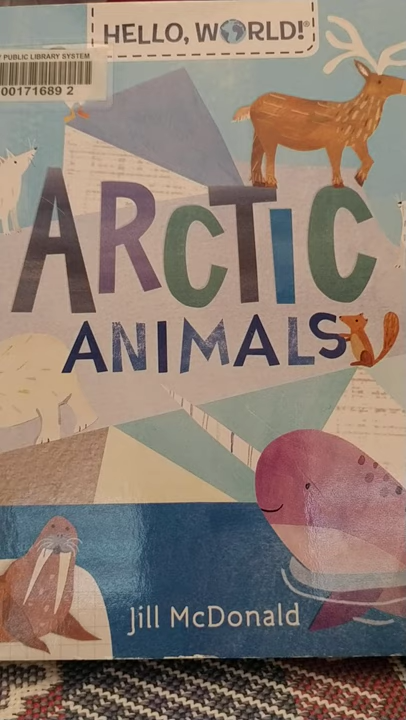 HELLO, WORLD!®
PUBLIC LIBRARY SYSTEM
00171689 2
ARCTIC
ANIMALS
Jill McDonald